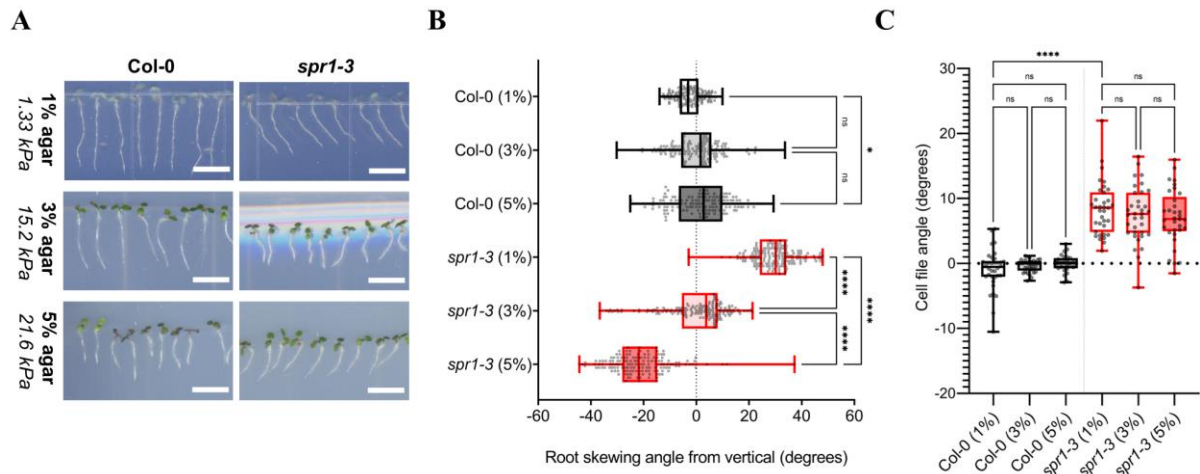 A
Col-0
spr1-3
1% agar
1.33 kPa
3% agar
15.2 kPa
5% agar
21.6 kPa
B
Col-0 (1%)
Col-0 (3%)
Col-0 (5%)
spr1-3 (1%)
spr1-3 (3%)
spr1-3 (5%)
ns
ns
*
****
****
****
-60
-40
-20
0
20
40
60
Root skewing angle from vertical (degrees)
C
Cell file angle (degrees)
30
20
10
0
-10
-20
****
ns
ns
ns
ns
ns
ns
Col-0 (1%)
Col-0 (3%)
Col-0 (5%)
spr1-3 (1%)
spr1-3 (3%)
spr1-3 (5%)